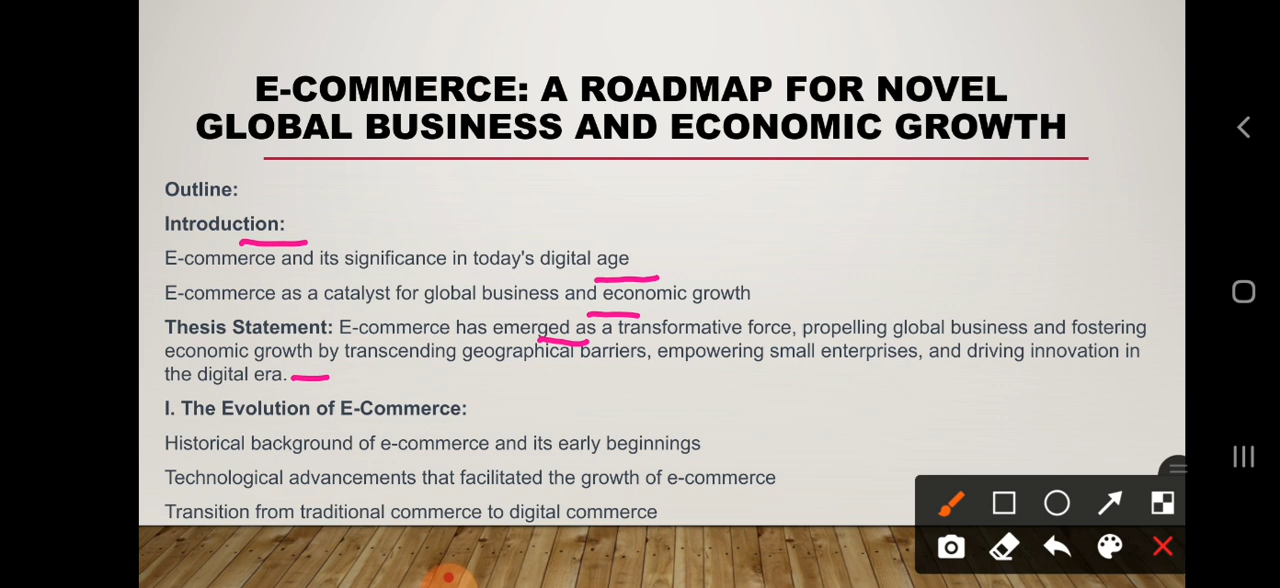 E-COMMERCE: A ROADMAP FOR NOVEL
GLOBAL BUSINESS AND ECONOMIC GROWTH
Outline:
Introduction:
E-commerce and its significance in today's digital age
E-commerce as a catalyst for global business and economic growth
Thesis Statement: E-commerce has emerged as a transformative force, propelling global business and fostering
economic growth by transcending geographical barriers, empowering small enterprises, and driving innovation in
the digital era.
I. The Evolution of E-Commerce:
Historical background of e-commerce and its early beginnings
Technological advancements that facilitated the growth of e-commerce
Transition from traditional commerce to digital commerce